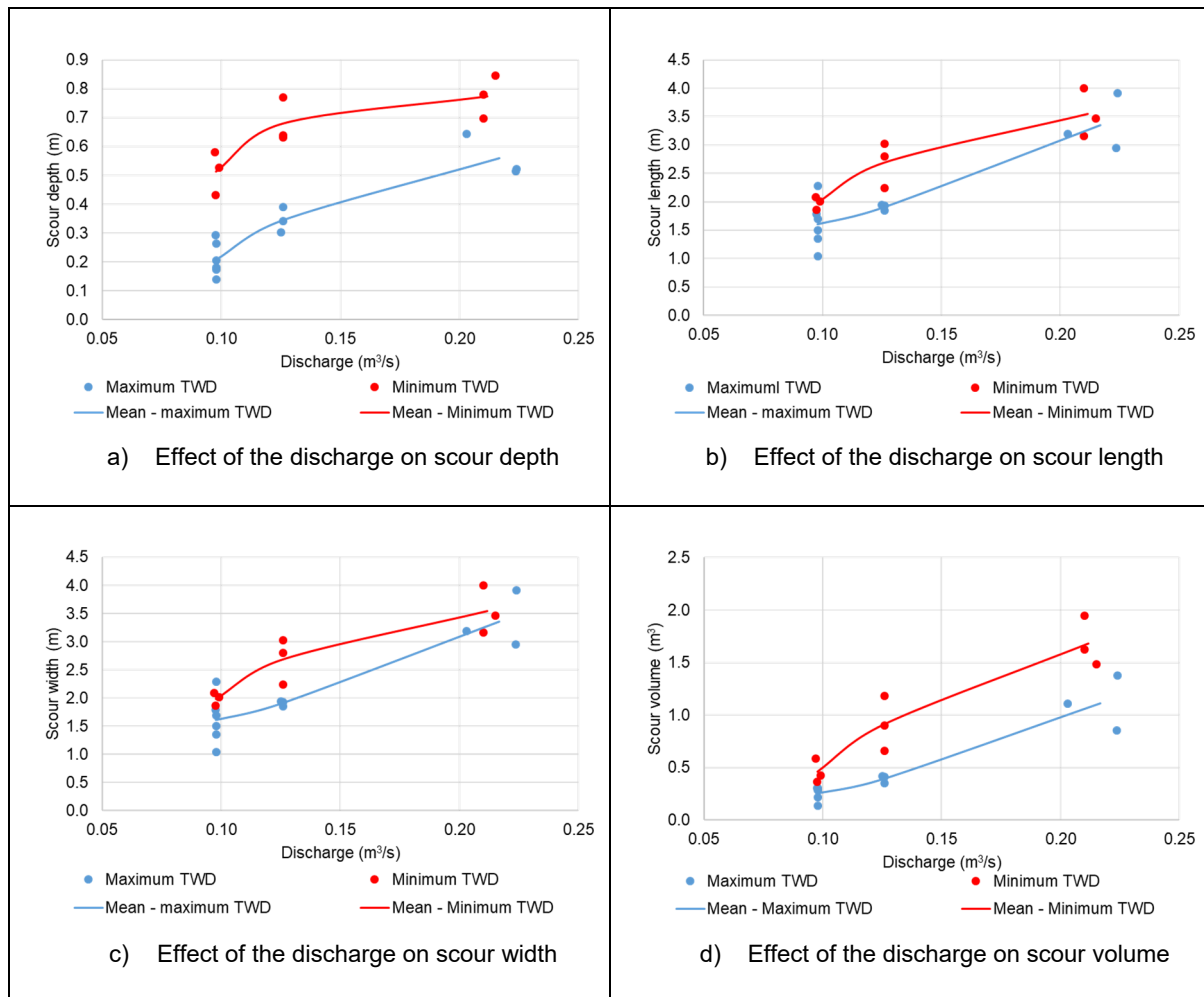 0.9
0.8
0.7
0.6
0.5
0.4
0.3
0.2
0.1
0.0
Scour depth (m)
0.05 0.10 0.15 0.20 0.25
Discharge (m³/s)
Maximum TWD Minimum TWD
Mean - maximum TWD Mean - Minimum TWD
a) Effect of the discharge on scour depth
4.5
4.0
3.5
3.0
2.5
2.0
1.5
1.0
0.5
0.0
Scour length (m)
0.05 0.10 0.15 0.20 0.25
Discharge (m³/s)
Maximuml TWD Minimum TWD
Mean - maximum TWD Mean - Minimum TWD
b) Effect of the discharge on scour length
4.5
4.0
3.5
3.0
2.5
2.0
1.5
1.0
0.5
0.0
Scour width (m)
0.05 0.10 0.15 0.20 0.25
Discharge (m³/s)
Maximum TWD Minimum TWD
Mean - maximum TWD Mean - Minimum TWD
c) Effect of the discharge on scour width
2.5
2.0
1.5
1.0
0.5
0.0
Scour volume (m³)
0.05 0.10 0.15 0.20 0.25
Discharge (m³/s)
Maximum TWD Minimum TWD
Mean - Maximum TWD Mean - Minimum TWD
d) Effect of the discharge on scour volume